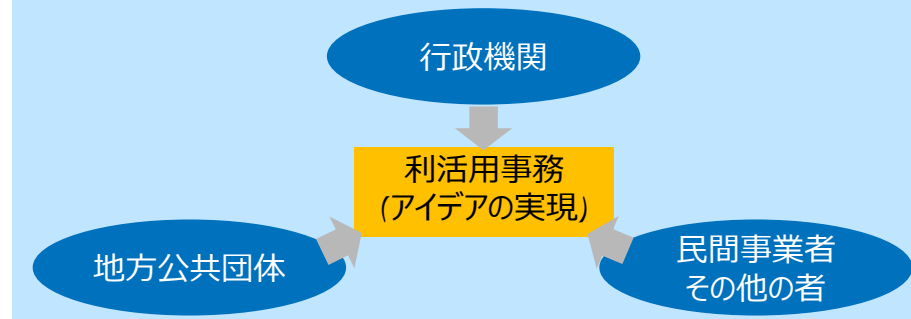 行政機関
利活用事務
(アイデアの実現)
地方公共団体
民間事業者
その他の者